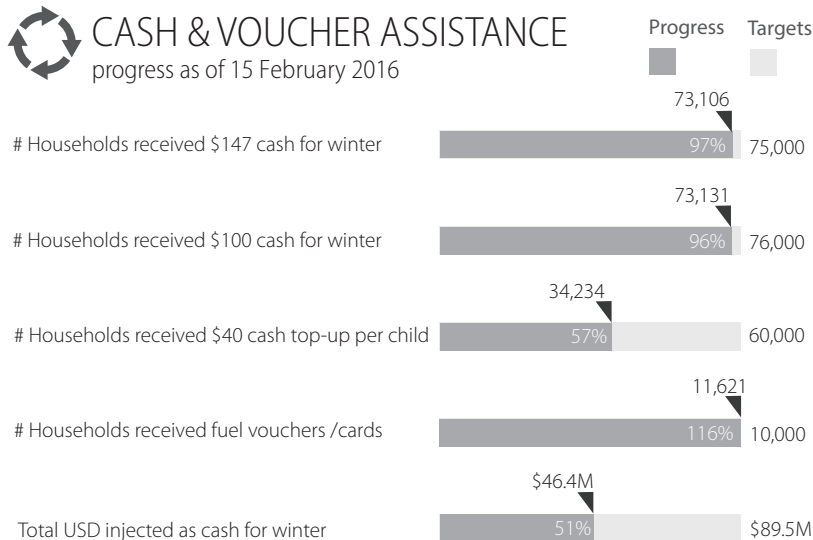 CASH & VOUCHER ASSISTANCE
progress as of 15 February 2016
Progress Targets
73,106
# Households received $147 cash for winter 97% 75,000
73,131
# Households received $100 cash for winter 96% 76,000
34,234
# Households received $40 cash top-up per child 57% 60,000
11,621
# Households received fuel vouchers /cards 116% 10,000
$46.4M
Total USD injected as cash for winter 51% $89.5M